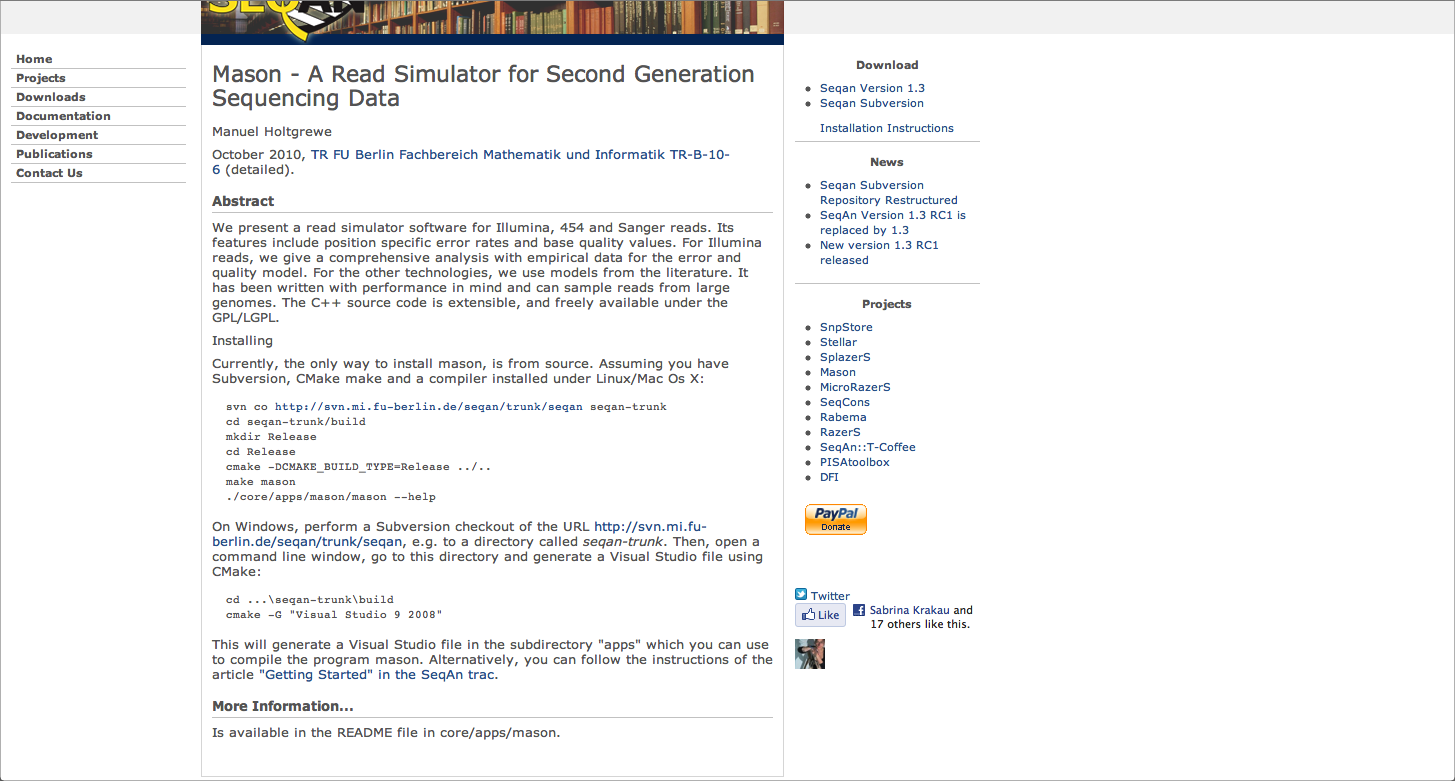 SEQAN
Home
Projects
Downloads
Documentation
Development
Publications
Contact Us
Mason - A Read Simulator for Second Generation
Sequencing Data
Manuel Holtgrewe
October 2010, TR FU Berlin Fachbereich Mathematik und Informatik TR-B-10-
6 (detailed).
Abstract
We present a read simulator software for Illumina, 454 and Sanger reads. Its
features include position specific error rates and base quality values. For Illumina
reads, we give a comprehensive analysis with empirical data for the error and
quality model. For the other technologies, we use models from the literature. It
has been written with performance in mind and can sample reads from large
genomes. The C++ source code is extensible, and freely available under the
GPL/LGPL.
Installing
Currently, the only way to install mason, is from source. Assuming you have
Subversion, CMake make and a compiler installed under Linux/Mac Os X:
svn co http://svn.mi.fu-berlin.de/seqan/trunk/seqan seqan-trunk
cd seqan-trunk/build
mkdir Release
cd Release
cmake -DCMAKE_BUILD_TYPE=Release ../..
make mason
./core/apps/mason/mason --help
On Windows, perform a Subversion checkout of the URL http://svn.mi.fu-
berlin.de/seqan/trunk/seqan, e.g. to a directory called seqan-trunk. Then, open a
command line window, go to this directory and generate a Visual Studio file using
CMake:
cd ...\seqan-trunk\build
cmake -G "Visual Studio 9 2008"
This will generate a Visual Studio file in the subdirectory "apps" which you can use
to compile the program mason. Alternatively, you can follow the instructions of the
article "Getting Started" in the SeqAn trac.
More Information...
Is available in the README file in core/apps/mason.
Download
Seqan Version 1.3
Seqan Subversion
Installation Instructions
News
Seqan Subversion
Repository Restructured
SeqAn Version 1.3 RC1 is
replaced by 1.3
New version 1.3 RC1
released
Projects
SnpStore
Stellar
SplazerS
Mason
MicroRazerS
SeqCons
Rabema
RazerS
SeqAn::T-Coffee
PISAtoolbox
DFI
PayPal
Donate
Twitter
Like
Sabrina Krakau and
17 others like this.